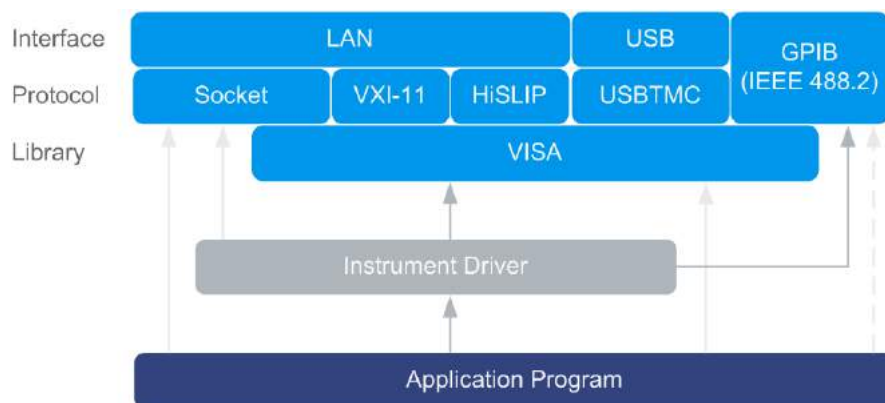 Interface
LAN
USB
GPIB
(IEEE 488.2)
Protocol
Socket
VXI-11
HiSLIP
USBTMC
Library
VISA
Instrument Driver
Application Program